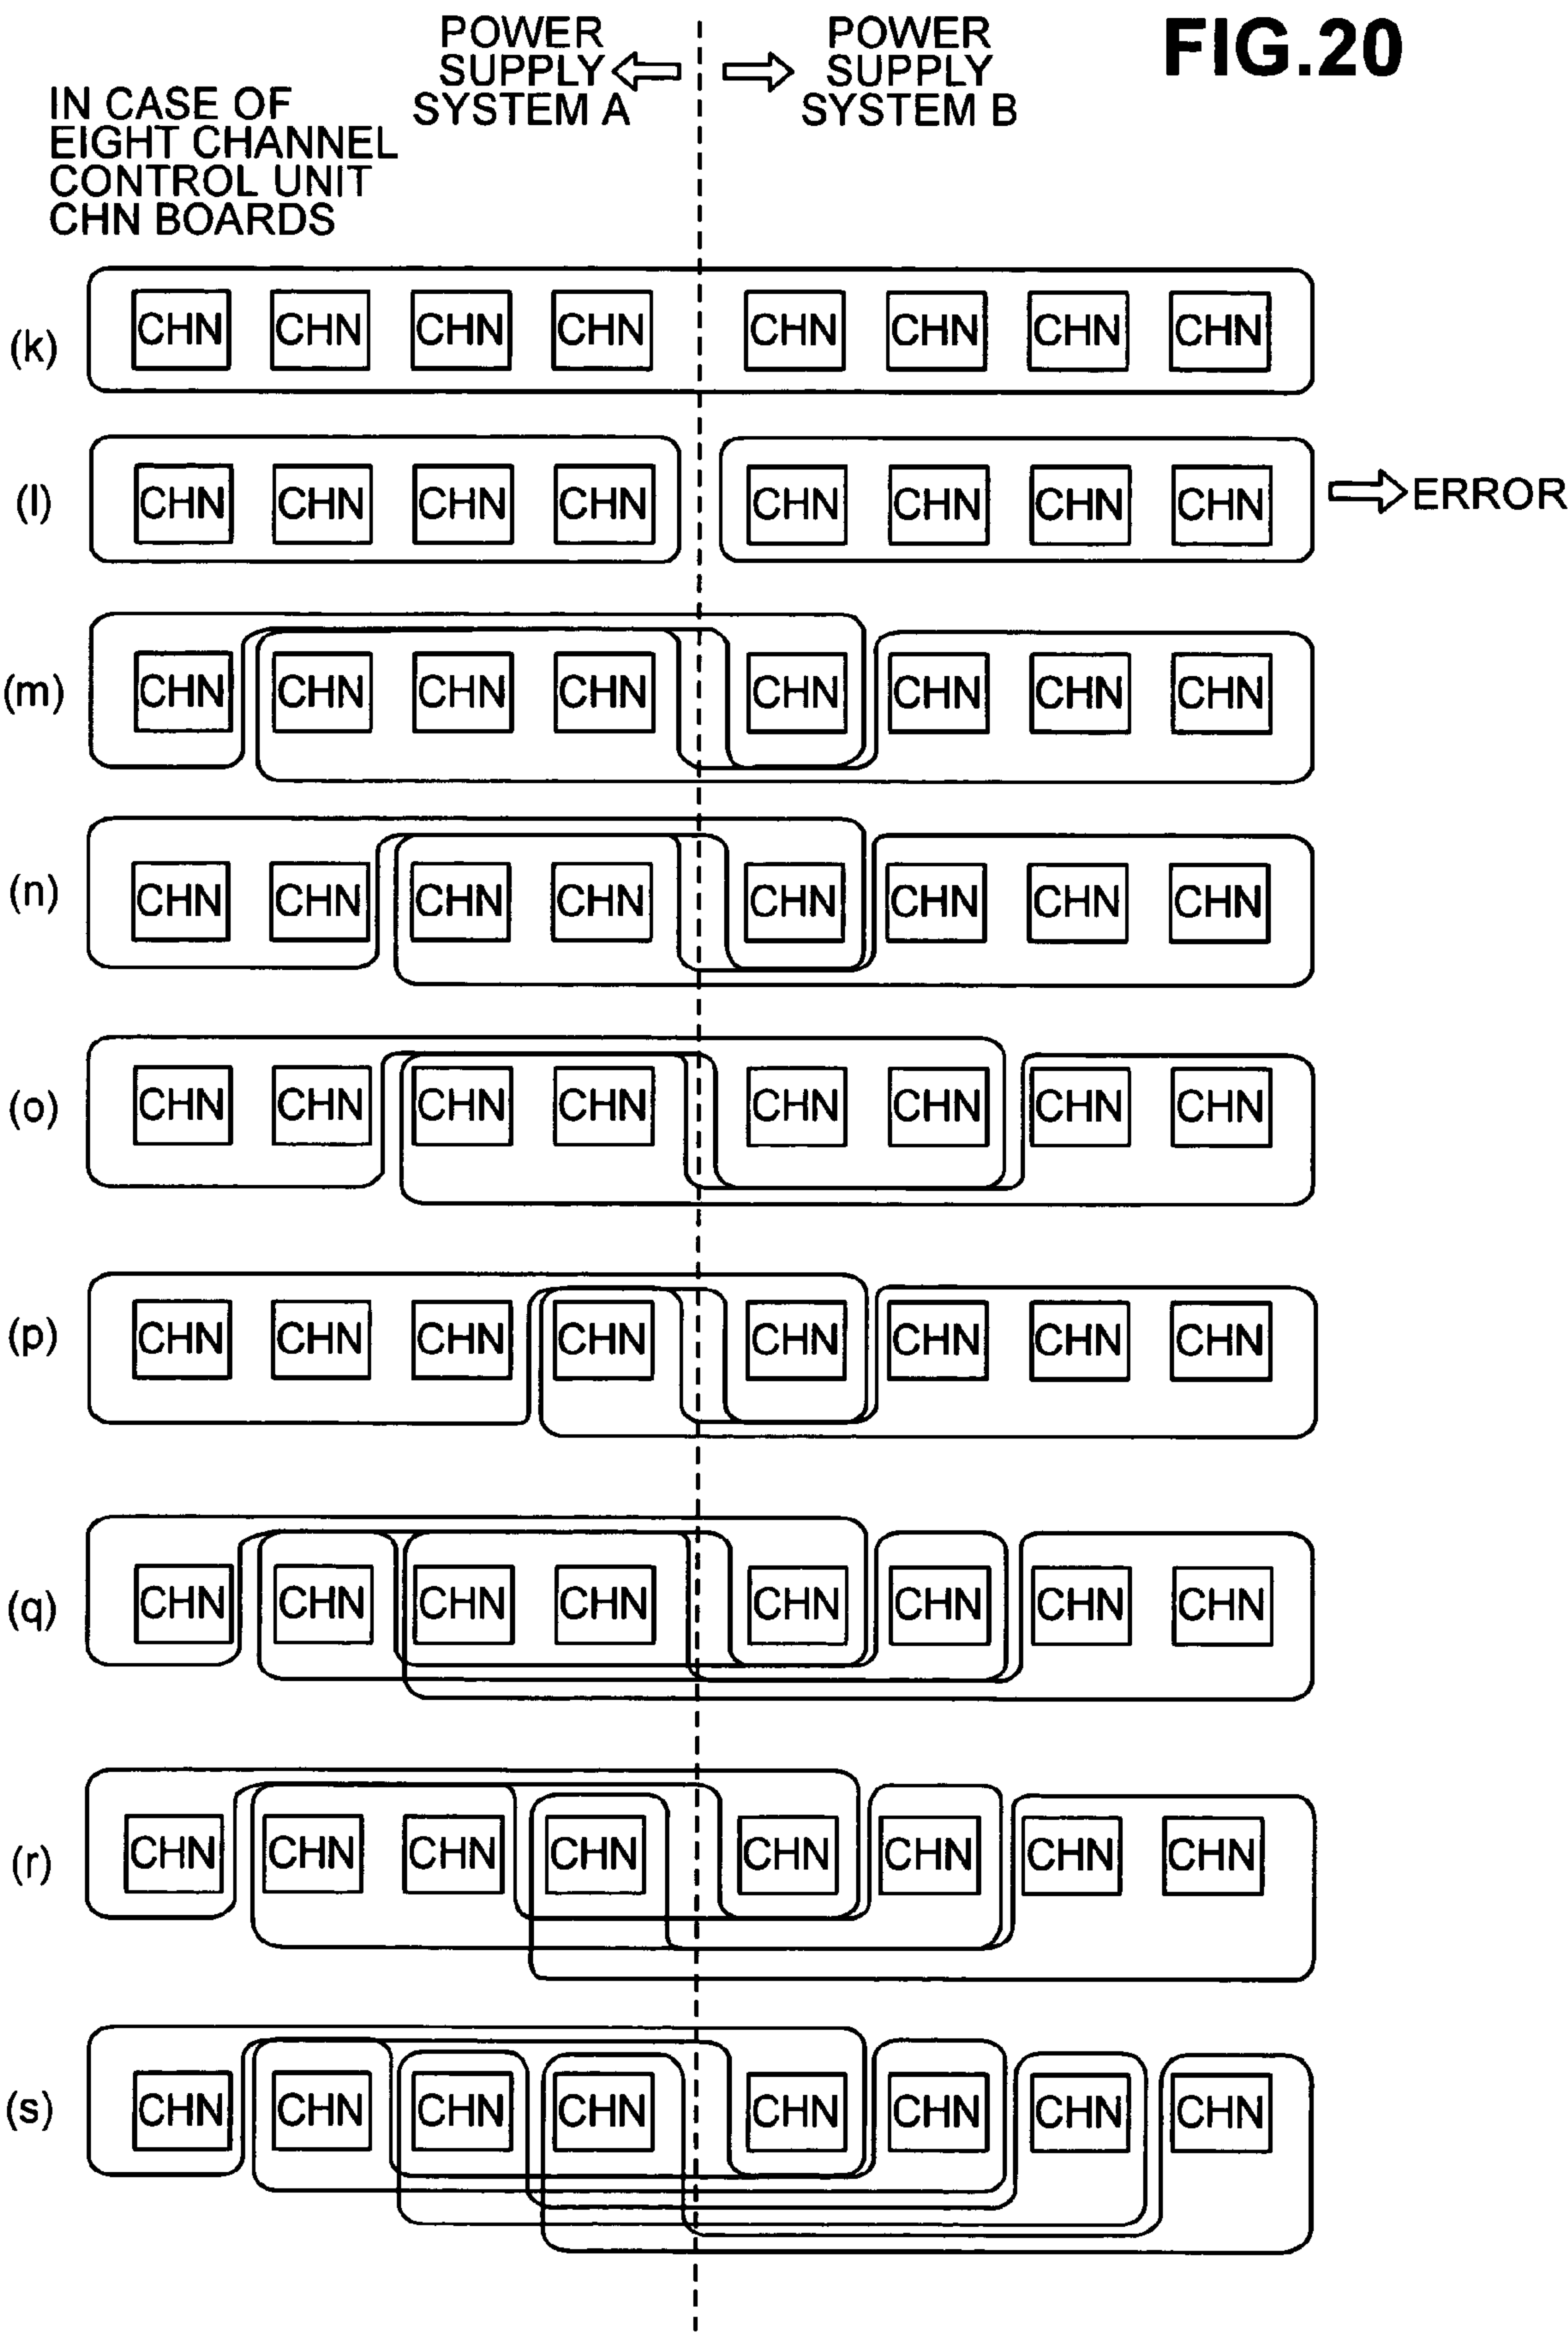 FIG.20
POWER
SUPPLY
SYSTEM A
POWER
SUPPLY
SYSTEM B
IN CASE OF
EIGHT CHANNEL
CONTROL UNIT
CHN BOARDS
(k) CHN CHN CHN CHN CHN CHN CHN CHN
(l) CHN CHN CHN CHN CHN CHN CHN CHN ERROR
(m) CHN CHN CHN CHN CHN CHN CHN CHN
(n) CHN CHN CHN CHN CHN CHN CHN CHN
(o) CHN CHN CHN CHN CHN CHN CHN CHN
(p) CHN CHN CHN CHN CHN CHN CHN CHN
(q) CHN CHN CHN CHN CHN CHN CHN CHN
(r) CHN CHN CHN CHN CHN CHN CHN CHN
(s) CHN CHN CHN CHN CHN CHN CHN CHN